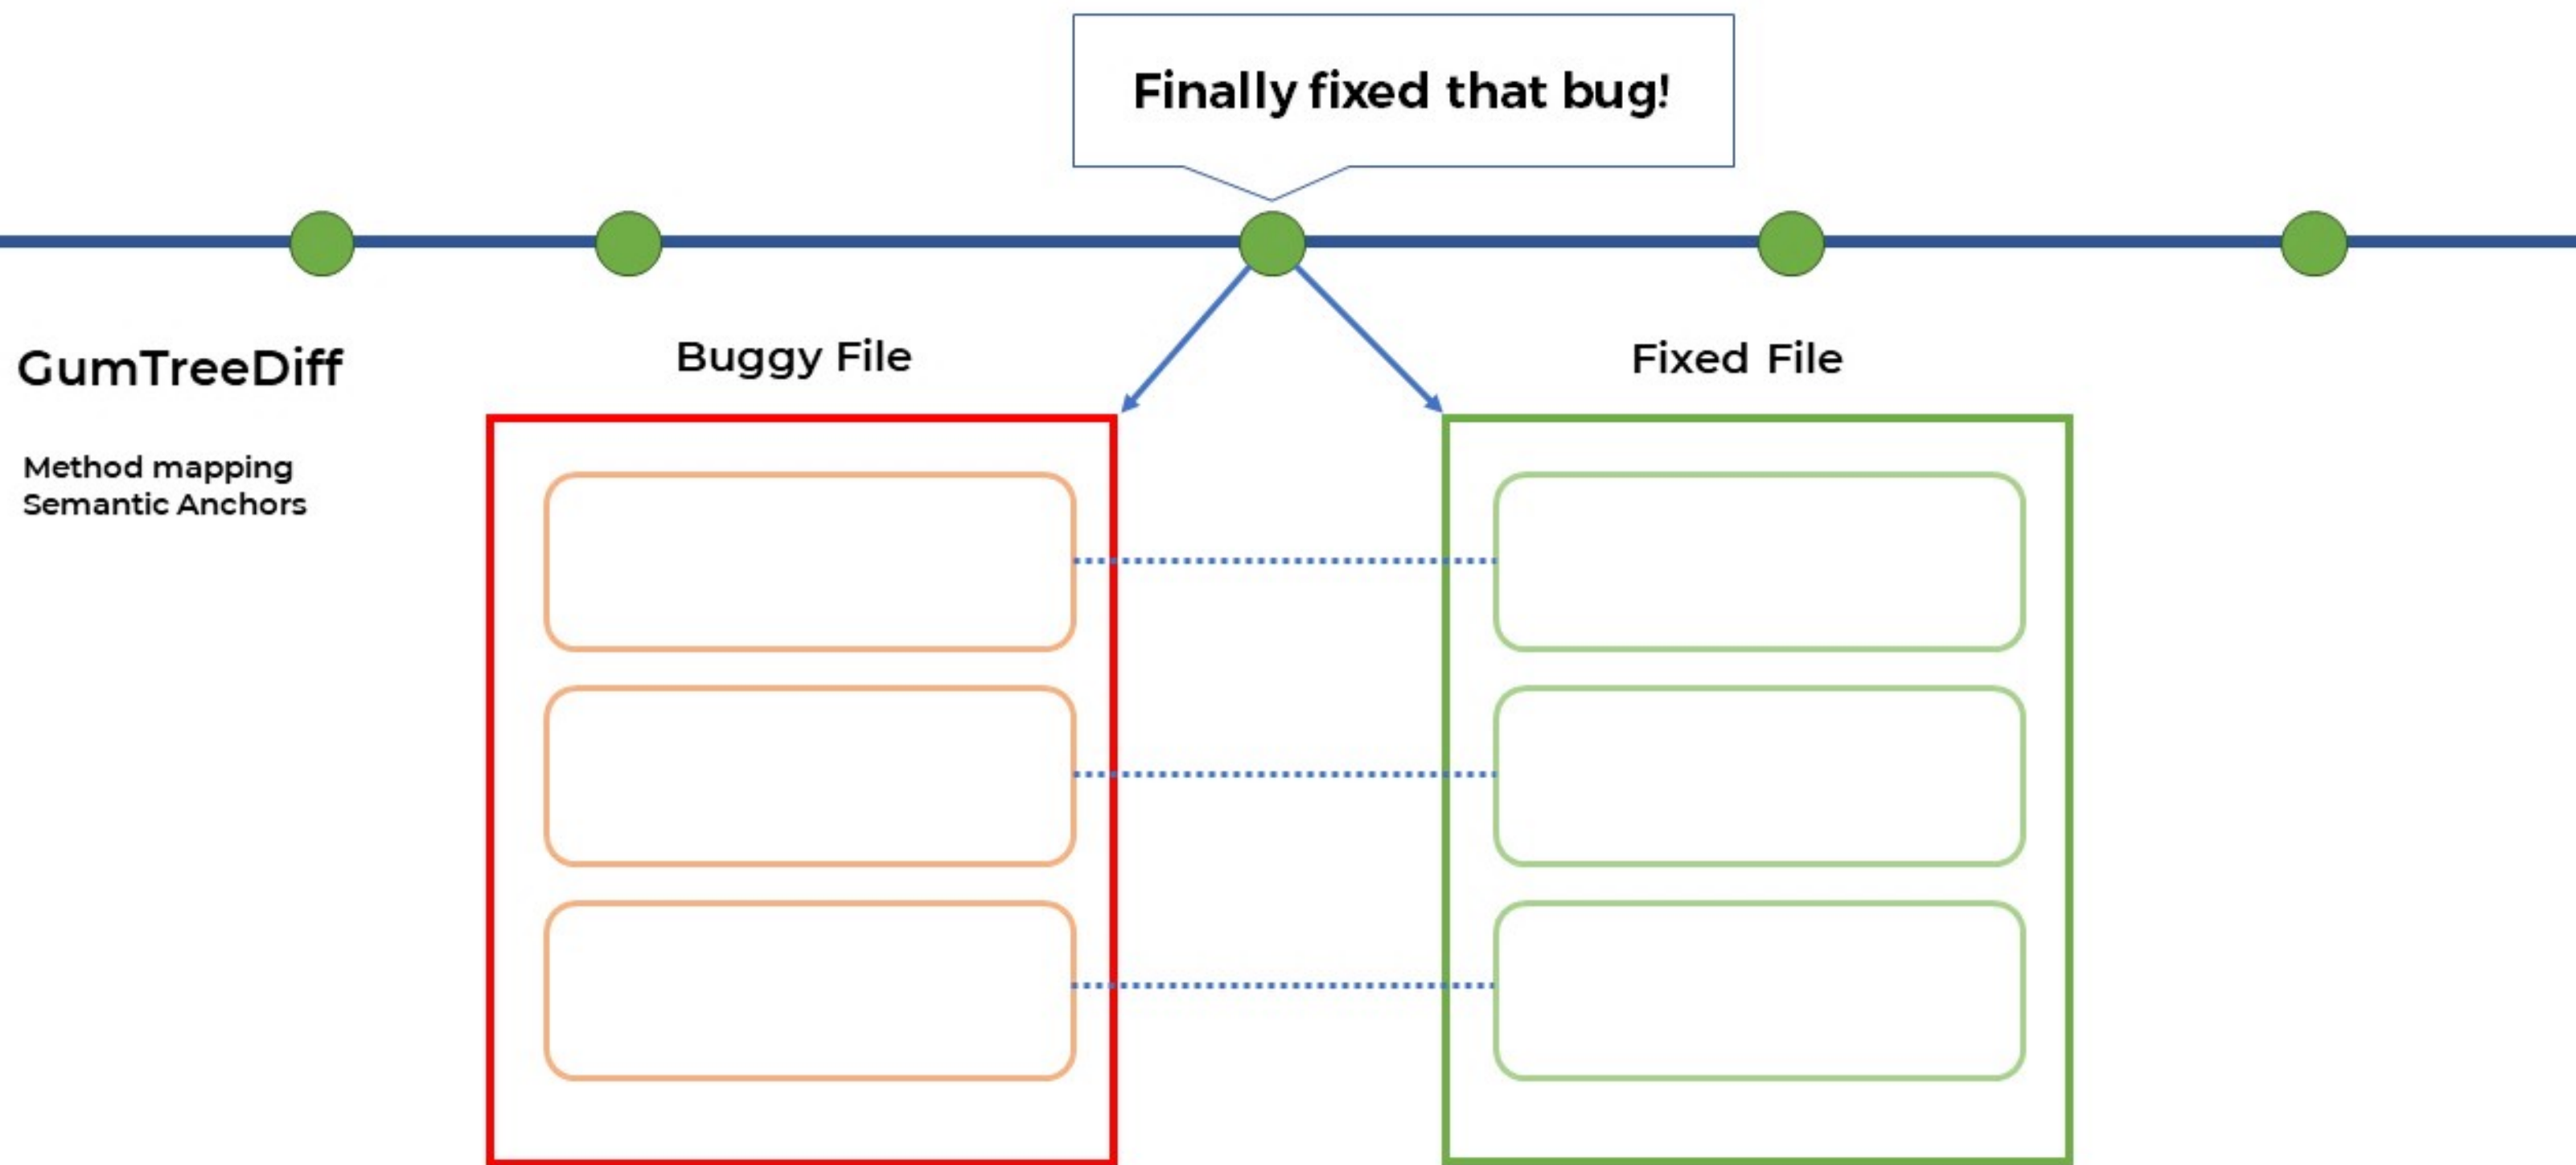 Finally fixed that bug!
GumTreeDiff
Buggy File
Fixed File
Method mapping
Semantic Anchors